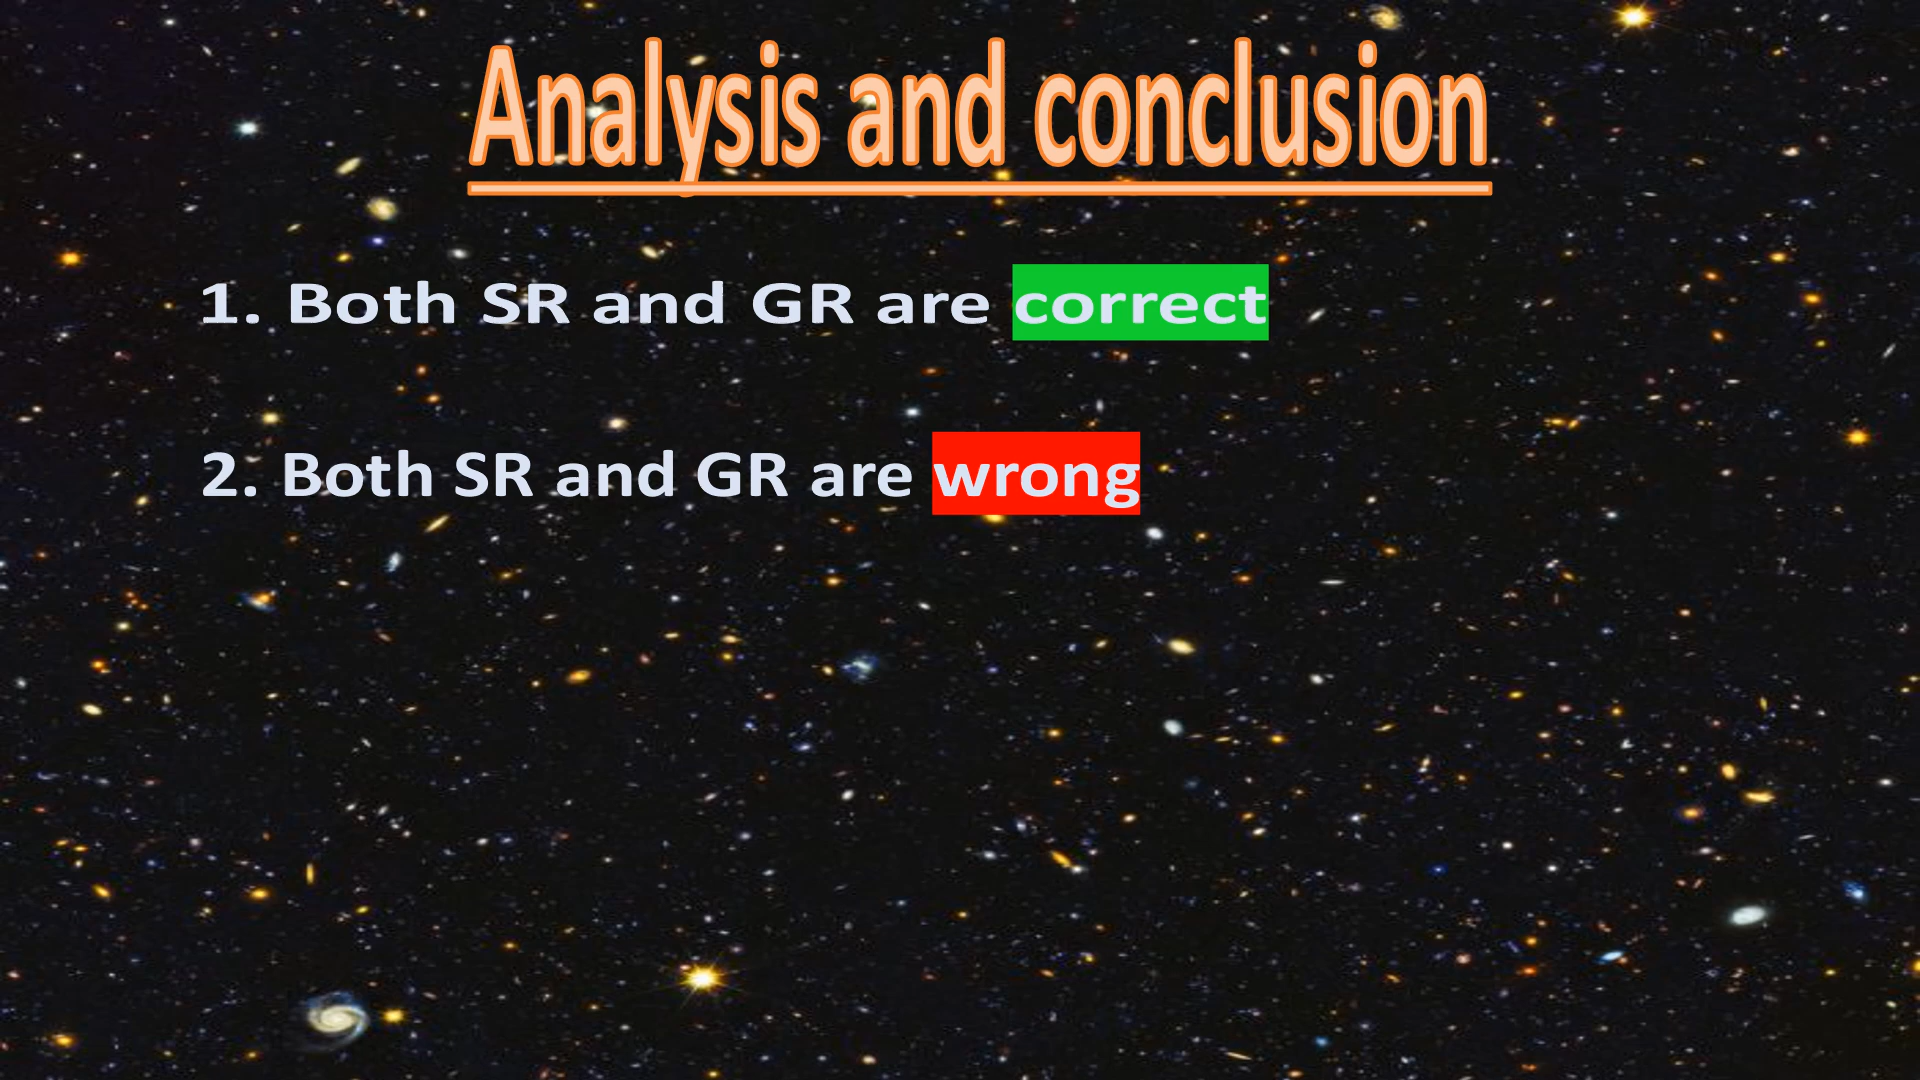 Analysis and conclusion
1. Both SR and GR are correct
2. Both SR and GR are wrong